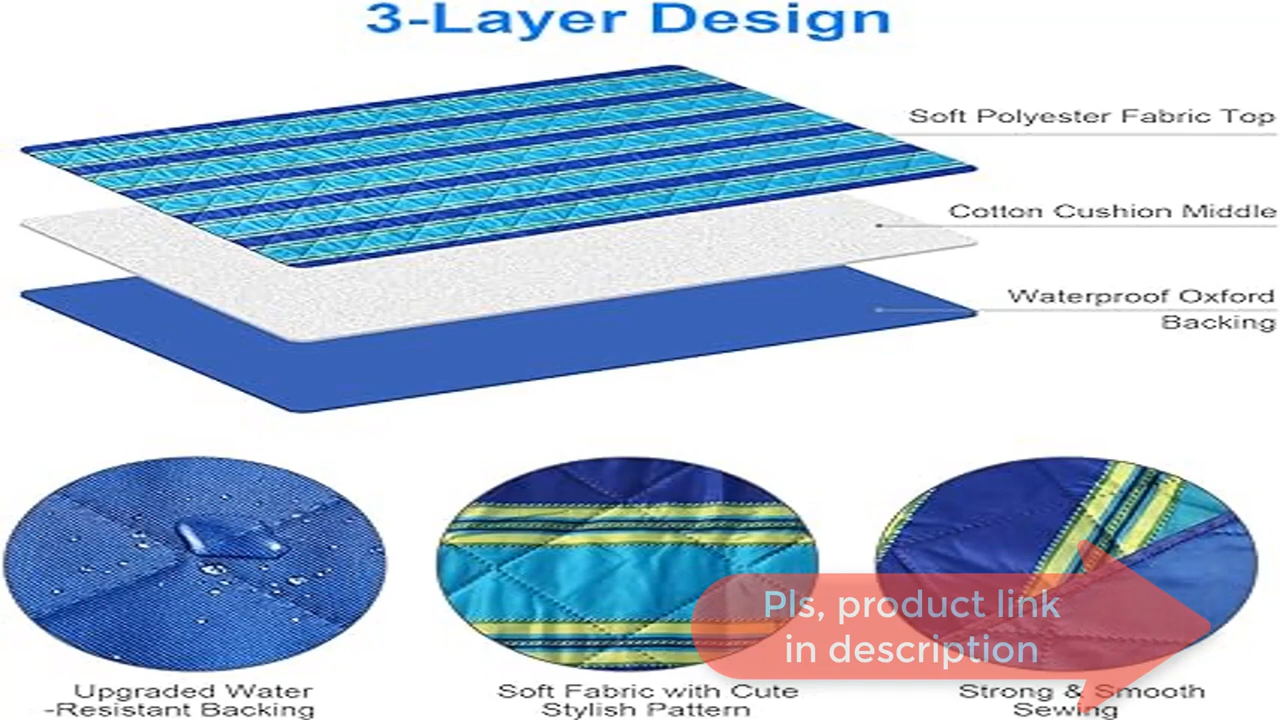 3-Layer Design
Soft Polyester Fabric Top
Cotton Cushion Middle
Waterproof Oxford
Backing
Pls, product link
in description
Upgraded Water
-Resistant Backing
Soft Fabric with Cute
Stylish Pattern
Strong & Smooth
Sewing